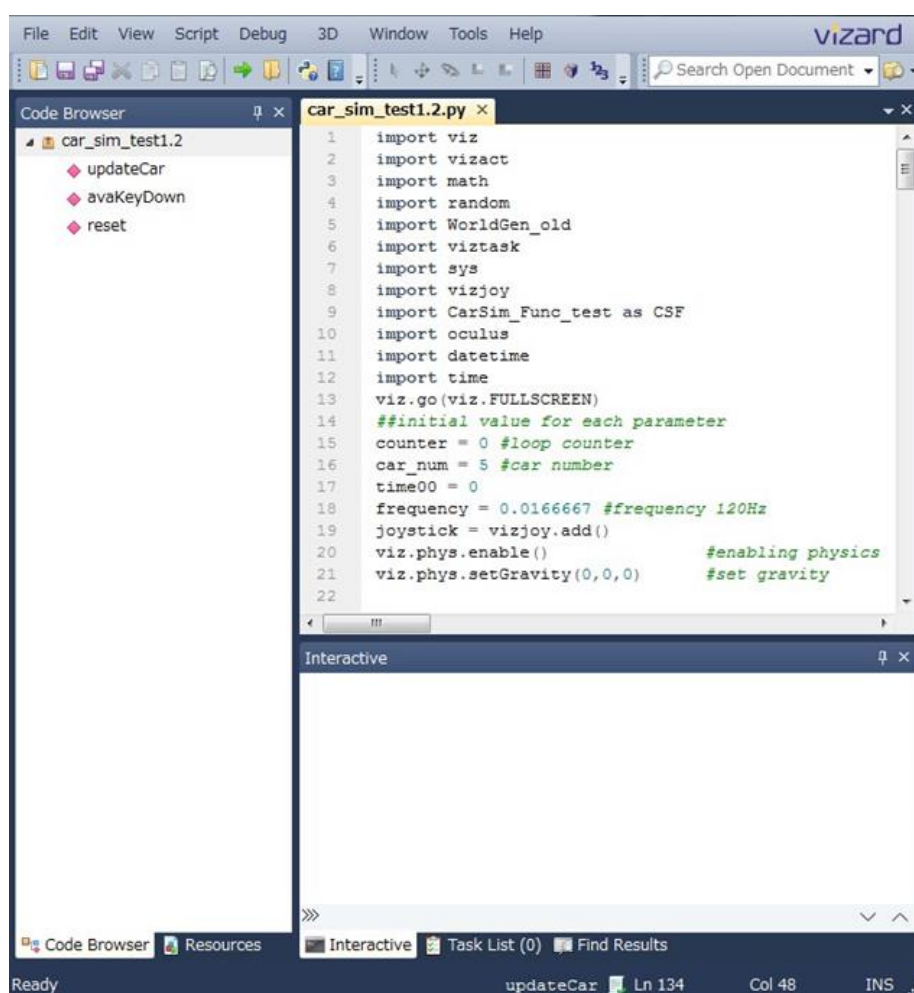 File Edit View Script Debug 3D Window Tools Help vizard
Search Open Document
Code Browser
car_sim_test1.2
updateCar
avaKeyDown
reset
car_sim_test1.2.py
1 import viz
2 import vizact
3 import math
4 import random
5 import WorldGen_old
6 import viztask
7 import sys
8 import vizjoy
9 import CarSim_Func_test as CSF
10 import oculus
11 import datetime
12 import time
13 viz.go(viz.FULLSCREEN)
14 ##initial value for each parameter
15 counter = 0 #loop counter
16 car_num = 5 #car number
17 time00 = 0
18 frequency = 0.0166667 #frequency 120Hz
19 joystick = vizjoy.add()
20 viz.phys.enable() #enabling physics
21 viz.phys.setGravity(0,0,0) #set gravity
22
Interactive
>>>
Code Browser Resources Interactive Task List (0) Find Results
Ready updateCar Ln 134 Col 48 INS